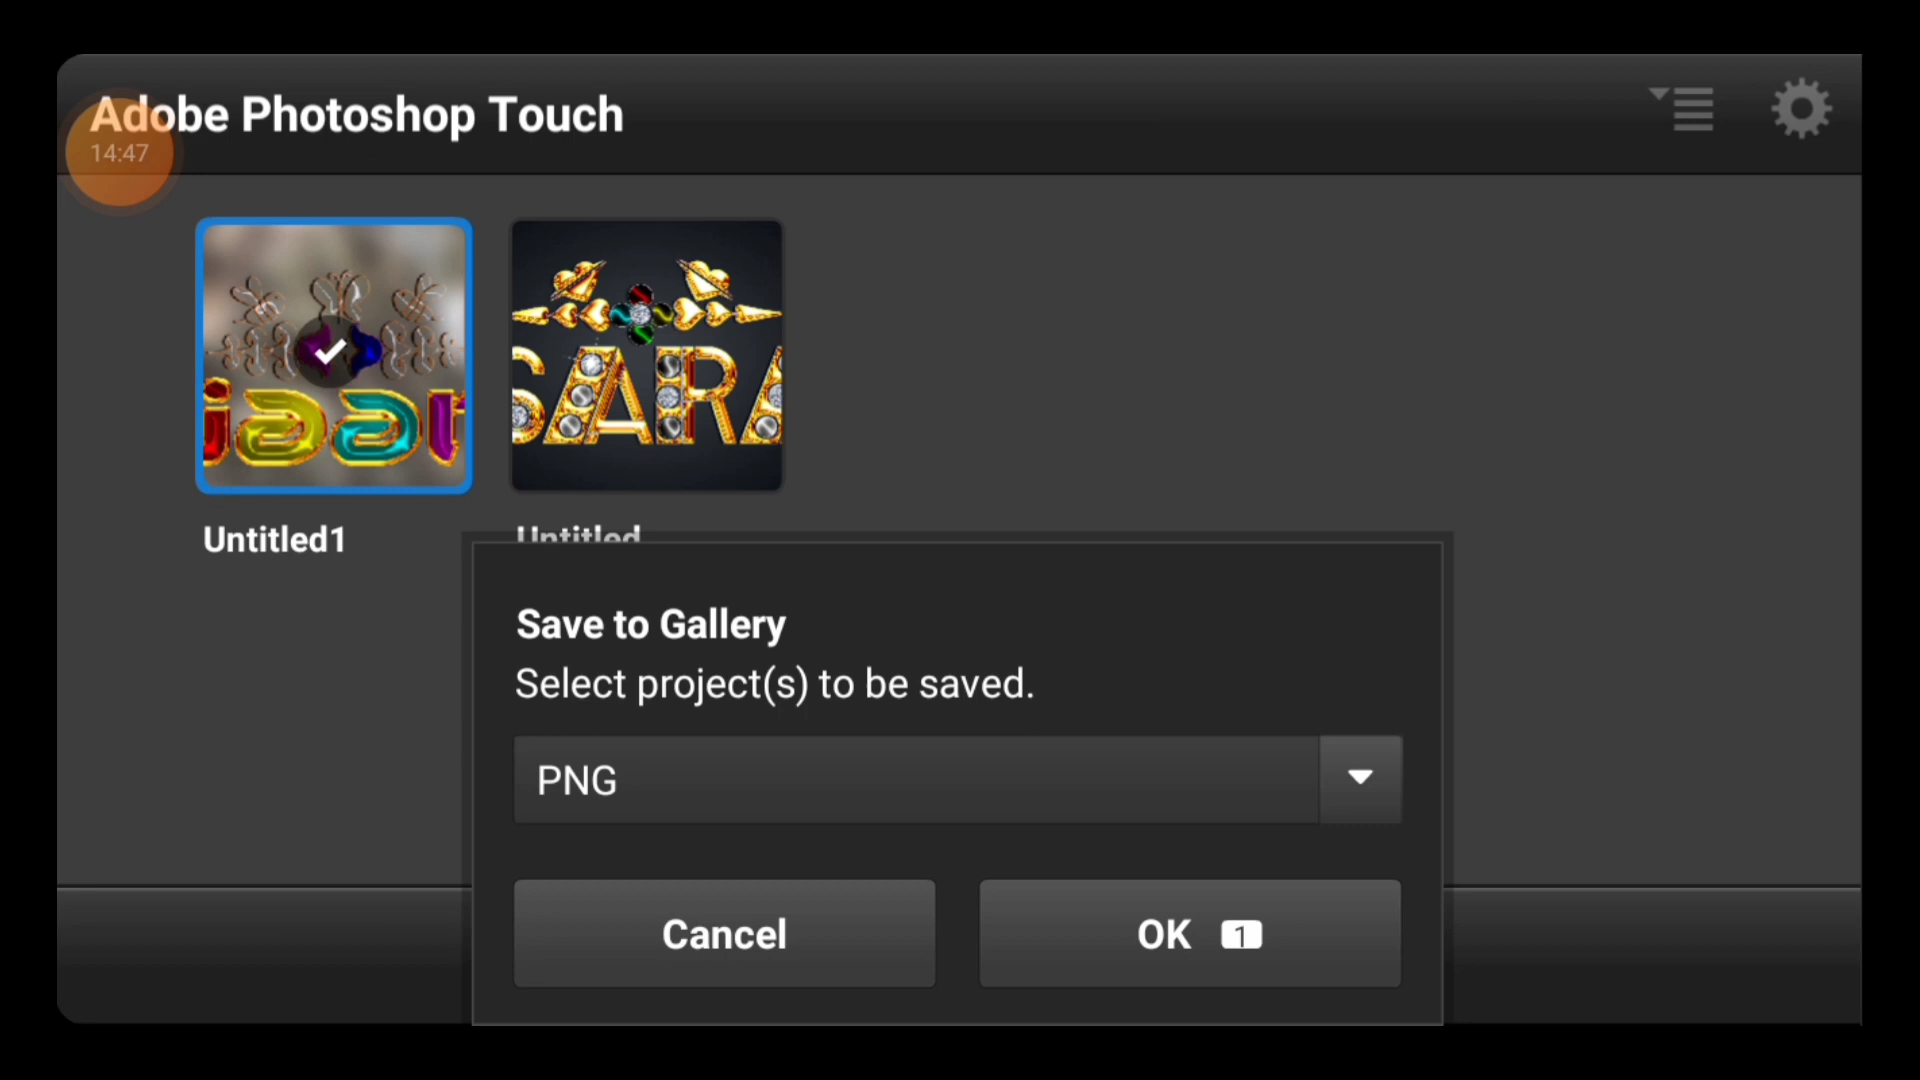 Adobe Photoshop Touch
14:47
SARA
Untitled1
Untitled
Save to Gallery
Select project(s) to be saved.
PNG
Cancel
OK 1